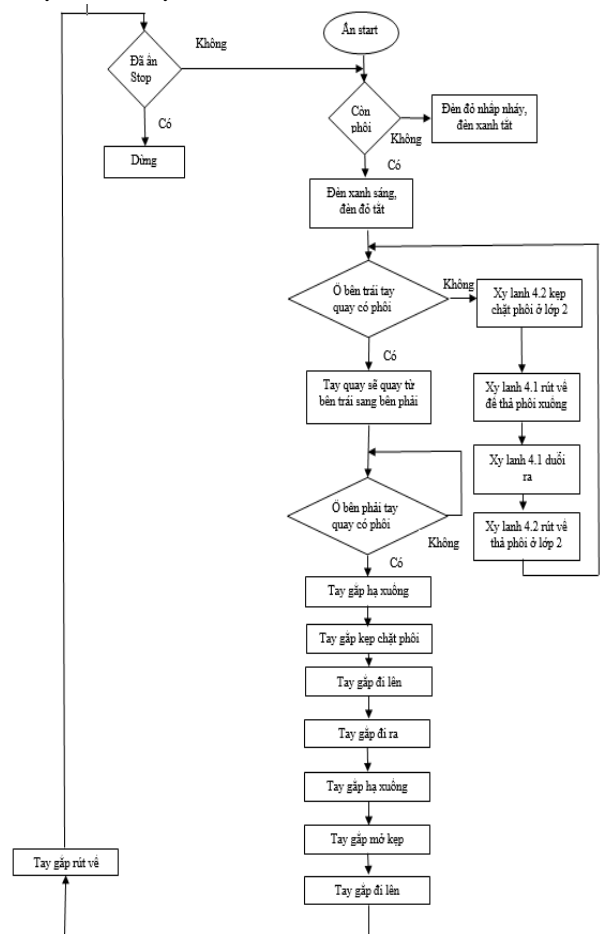 Ấn start
Không
Đã ấn
Stop
Còn
phôi
Đèn đỏ nhấp nháy,
đèn xanh tắt
Không
Có
Dừng
Có
Đèn xanh sáng,
đèn đỏ tắt
Ổ bên trái tay
quay có phôi
Không
Xy lanh 4.2 kẹp
chặt phôi ở lớp 2
Có
Tay quay sẽ quay từ
bên trái sang bên phải
Xy lanh 4.1 rút về
để thả phôi xuống
Xy lanh 4.1 duỗi
ra
Ổ bên phải tay
quay có phôi
Không
Xy lanh 4.2 rút về
thả phôi ở lớp 2
Có
Tay gắp hạ xuống
Tay gắp kẹp chặt phôi
Tay gắp đi lên
Tay gắp đi ra
Tay gắp hạ xuống
Tay gắp mở kẹp
Tay gắp rút về
Tay gắp đi lên